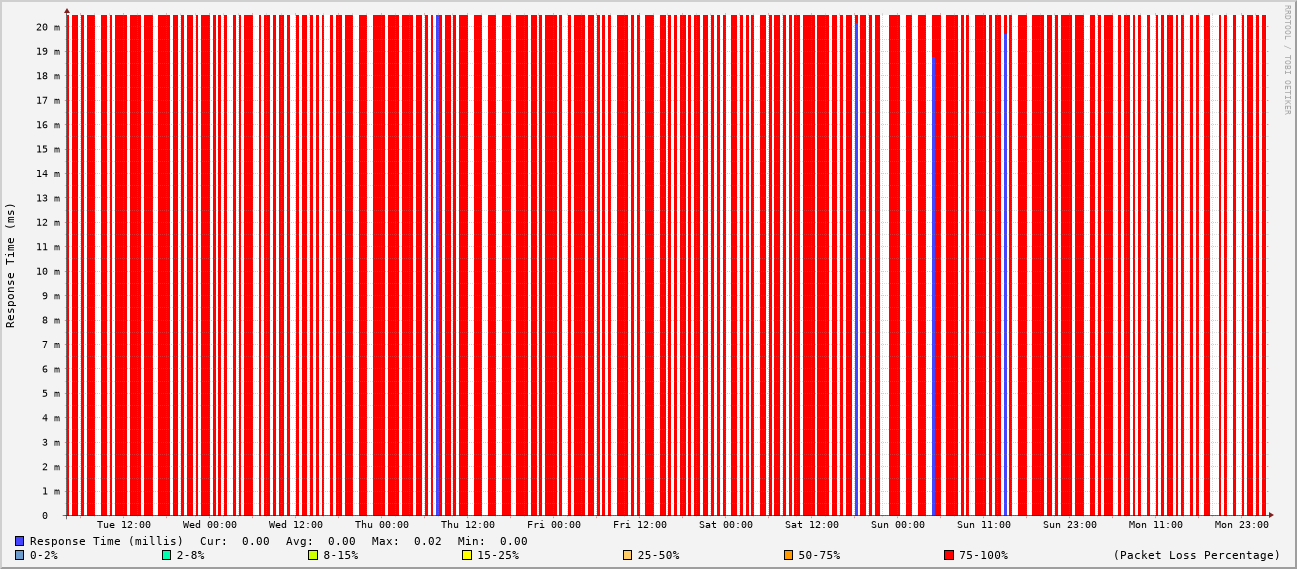 RRDTOOL / TOBI OETIKER
Response Time (ms)
20 m
19 m
18 m
17 m
16 m
15 m
14 m
13 m
12 m
11 m
10 m
9 m
8 m
7 m
6 m
5 m
4 m
3 m
2 m
1 m
0
Tue 12:00 Wed 00:00 Wed 12:00 Thu 00:00 Thu 12:00 Fri 00:00 Fri 12:00 Sat 00:00 Sat 12:00 Sun 00:00 Sun 11:00 Sun 23:00 Mon 11:00 Mon 23:00
Response Time (millis) Cur: 0.00 Avg: 0.00 Max: 0.02 Min: 0.00
0-2% 2-8% 8-15% 15-25% 25-50% 50-75% 75-100% (Packet Loss Percentage)